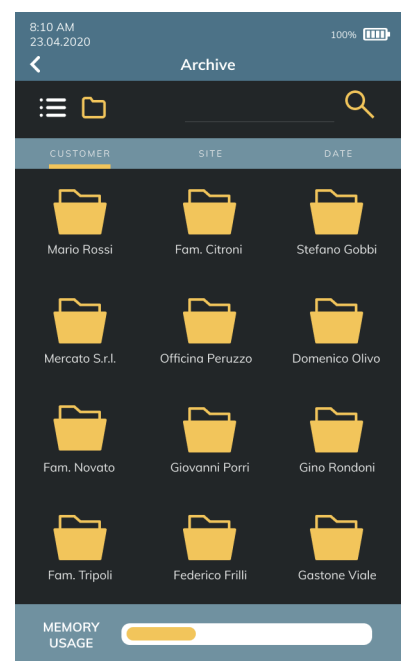 8:10 AM
23.04.2020
100%
Archive
CUSTOMER SITE DATE
Mario Rossi Fam. Citroni Stefano Gobbi
Mercato S.r.l. Officina Peruzzo Domenico Olivo
Fam. Novato Giovanni Porri Gino Rondoni
Fam. Tripoli Federico Frilli Gastone Viale
MEMORY
USAGE